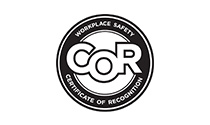 WORKPLACE SAFETY
COR
CERTIFICATE OF RECOGNITION